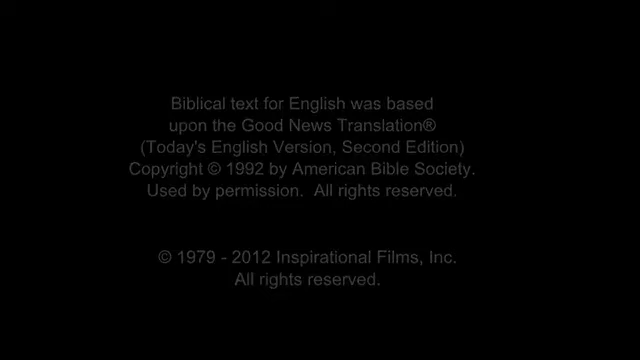 Biblical text for English was based
upon the Good News Translation®
(Today's English Version, Second Edition)
Copyright © 1992 by American Bible Society.
Used by permission.  All rights reserved.
© 1979 - 2012 Inspirational Films, Inc.
All rights reserved.